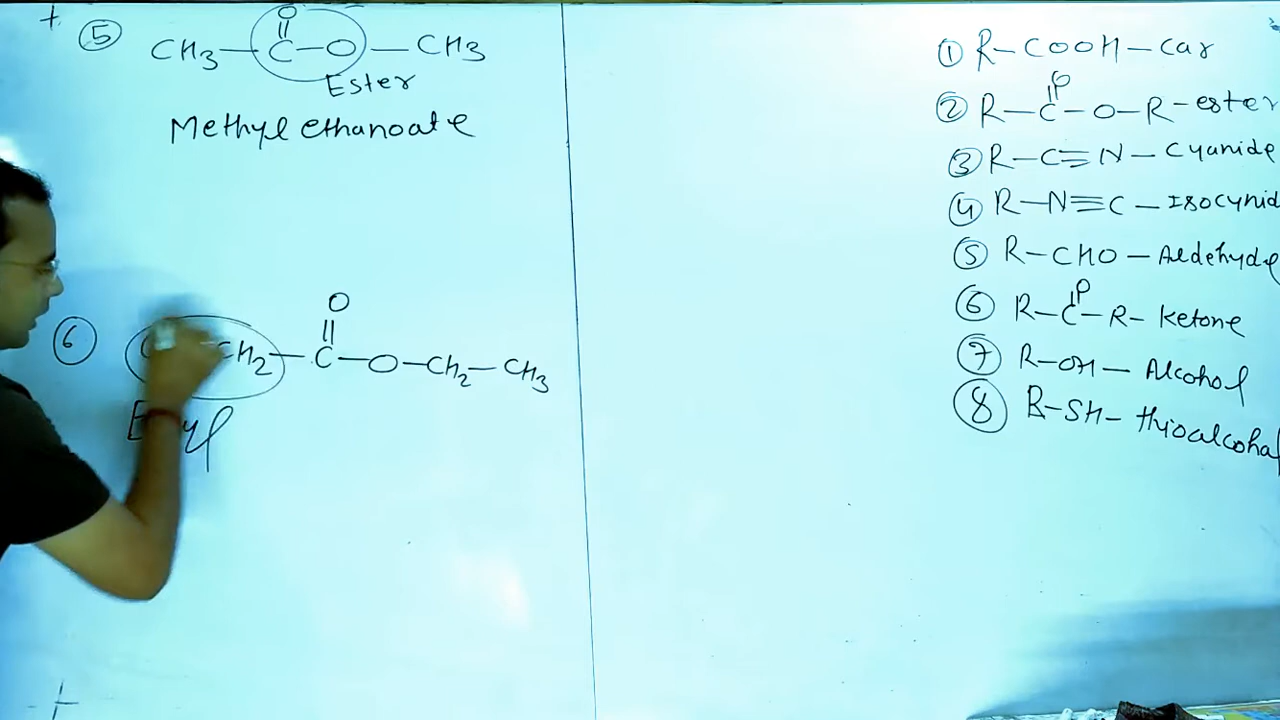 ⑤ CH3—C—O—CH3
O
Ester
Methyl ethanoate
O
⑥ CH2—C—O—CH2—CH3
① R—COOH—Car
O
② R—C—O—R—ester
③ R—C≡N—Cyanide
④ R—N≡C—Isocynid
⑤ R—CHO—Aldehyde
O
⑥ R—C—R—Ketone
⑦ R—OH—Alcohol
⑧ R—SH—thioalcohal